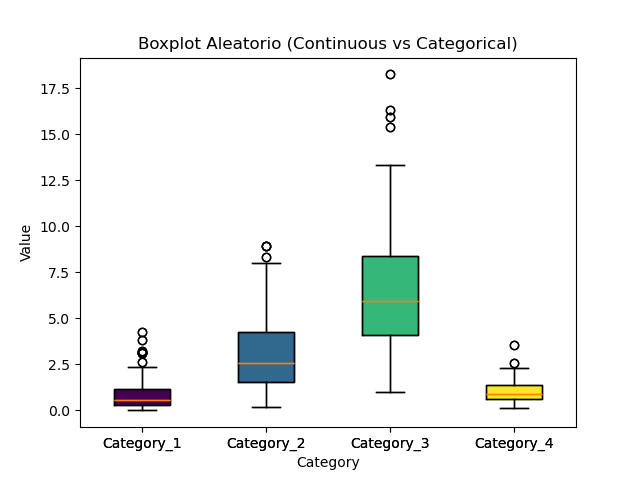 Boxplot Aleatorio (Continuous vs Categorical)
17.5
15.0
12.5
10.0
7.5
5.0
2.5
0.0
Value
Category_1 Category_2 Category_3 Category_4
Category